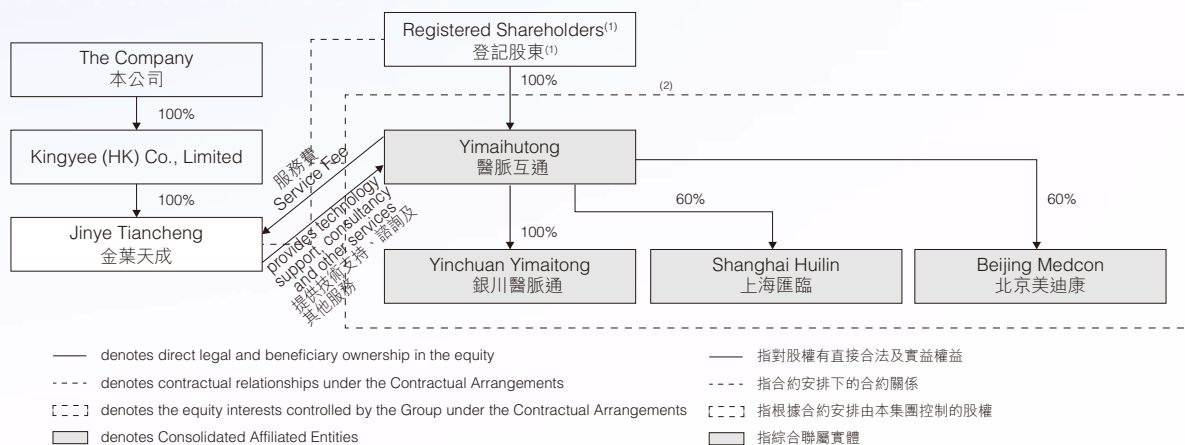 Registered Shareholders(1)
登記股東(1)
The Company
本公司
100%
(2)
100%
Kingyee (HK) Co., Limited
Yimaihutong
醫脈互通
服務費
Service Fee
100%
60%
60%
Jinye Tiancheng
金葉天成
provides technology
support, consultancy
and other services
提供技術支持、諮詢及
其他服務
100%
Yinchuan Yimaitong
銀川醫脈通
Shanghai Huilin
上海匯臨
Beijing Medcon
北京美迪康
denotes direct legal and beneficiary ownership in the equity
指對股權有直接合法及實益權益
denotes contractual relationships under the Contractual Arrangements
指合約安排下的合約關係
denotes the equity interests controlled by the Group under the Contractual Arrangements
指根據合約安排由本集團控制的股權
denotes Consolidated Affiliated Entities
指綜合聯屬實體